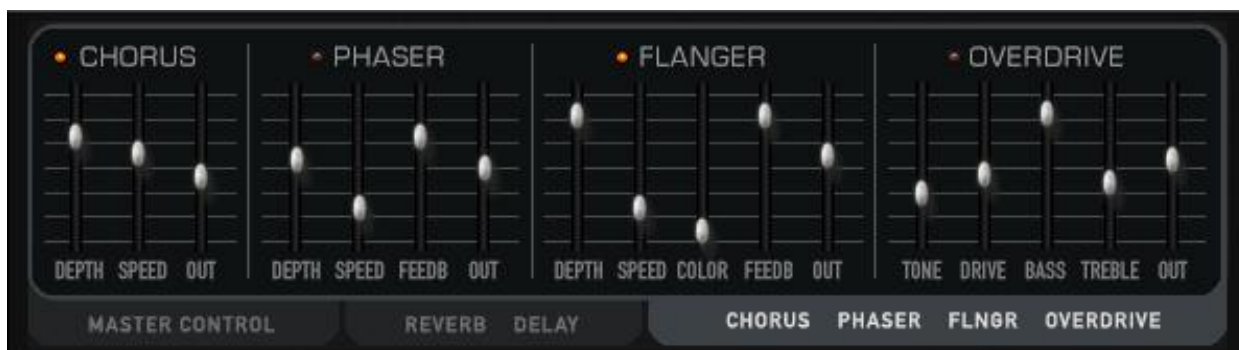 CHORUS PHASER FLANGER OVERDRIVE
DEPTH SPEED OUT DEPTH SPEED FEEDB OUT DEPTH SPEED COLOR FEEDB OUT TONE DRIVE BASS TREBLE OUT
MASTER CONTROL REVERB DELAY CHORUS PHASER FLNGR OVERDRIVE